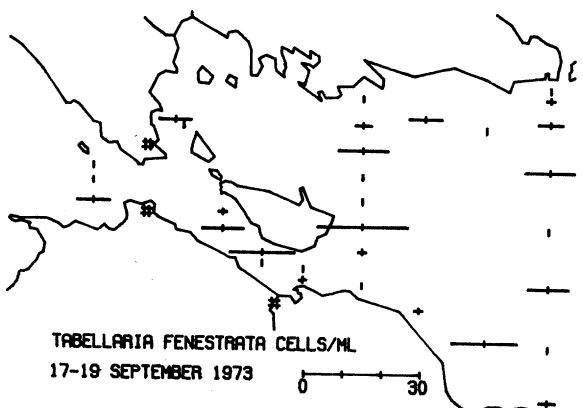 TABELLARIA FENESTRATA CELLS/ML
17-19 SEPTEMBER 1973
0 30